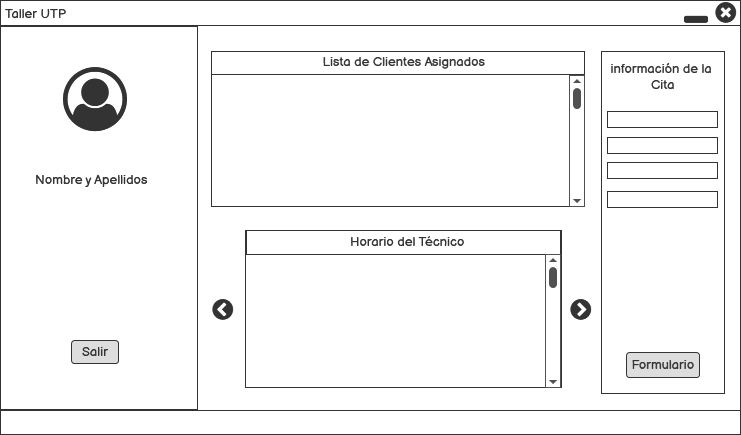 Taller UTP
Nombre y Apellidos
Salir
Lista de Clientes Asignados
Horario del Técnico
información de la
Cita
Formulario